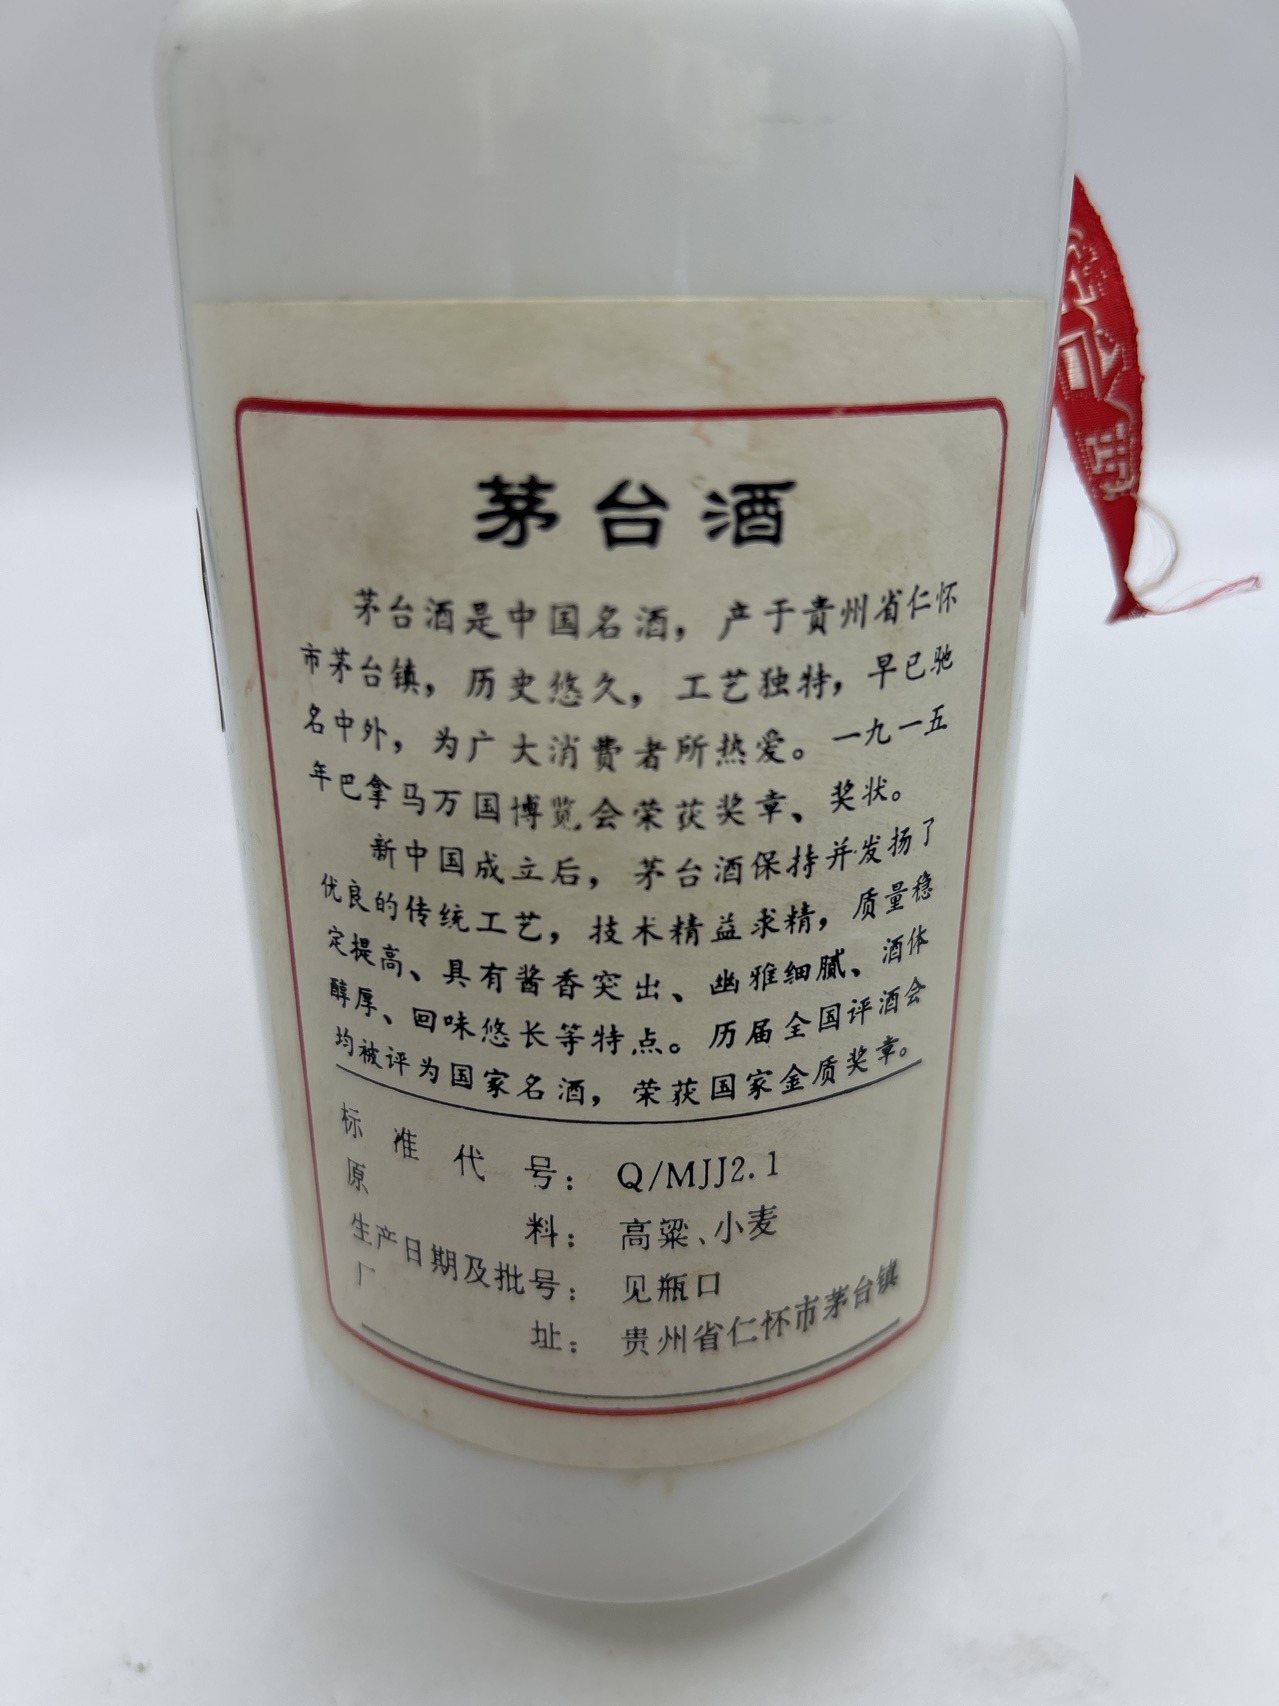 茅台酒
茅台酒是中国名酒，产于贵州省仁怀
市茅台镇，历史悠久，工艺独特，早已驰
名中外，为广大消费者所热爱。一九一五
年巴拿马万国博览会荣获奖章、奖状。
新中国成立后，茅台酒保持并发扬了
优良的传统工艺，技术精益求精，质量稳
定提高、具有酱香突出、幽雅细腻、酒体
醇厚、回味悠长等特点。历届全国评酒会
均被评为国家名酒，荣获国家金质奖章。
标准代号：Q/MJJ2.1
原料：高粱、小麦
生产日期及批号：见瓶口
厂址：贵州省仁怀市茅台镇